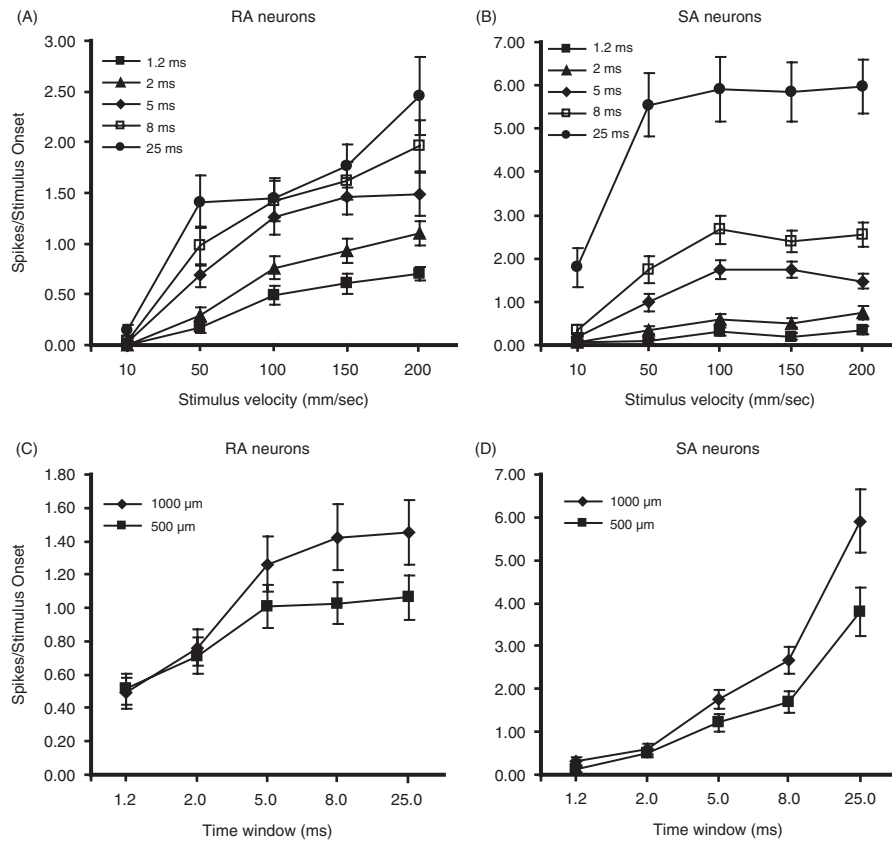 (A)
RA neurons
3.00
2.50
2.00
1.50
1.00
0.50
0.00
Spikes/Stimulus Onset
1.2 ms
2 ms
5 ms
8 ms
25 ms
10 50 100 150 200
Stimulus velocity (mm/sec)
(B)
SA neurons
7.00
6.00
5.00
4.00
3.00
2.00
1.00
0.00
1.2 ms
2 ms
5 ms
8 ms
25 ms
10 50 100 150 200
Stimulus velocity (mm/sec)
(C)
RA neurons
1.80
1.60
1.40
1.20
1.00
0.80
0.60
0.40
0.20
0.00
Spikes/Stimulus Onset
1000 µm
500 µm
1.2 2.0 5.0 8.0 25.0
Time window (ms)
(D)
SA neurons
7.00
6.00
5.00
4.00
3.00
2.00
1.00
0.00
1000 µm
500 µm
1.2 2.0 5.0 8.0 25.0
Time window (ms)